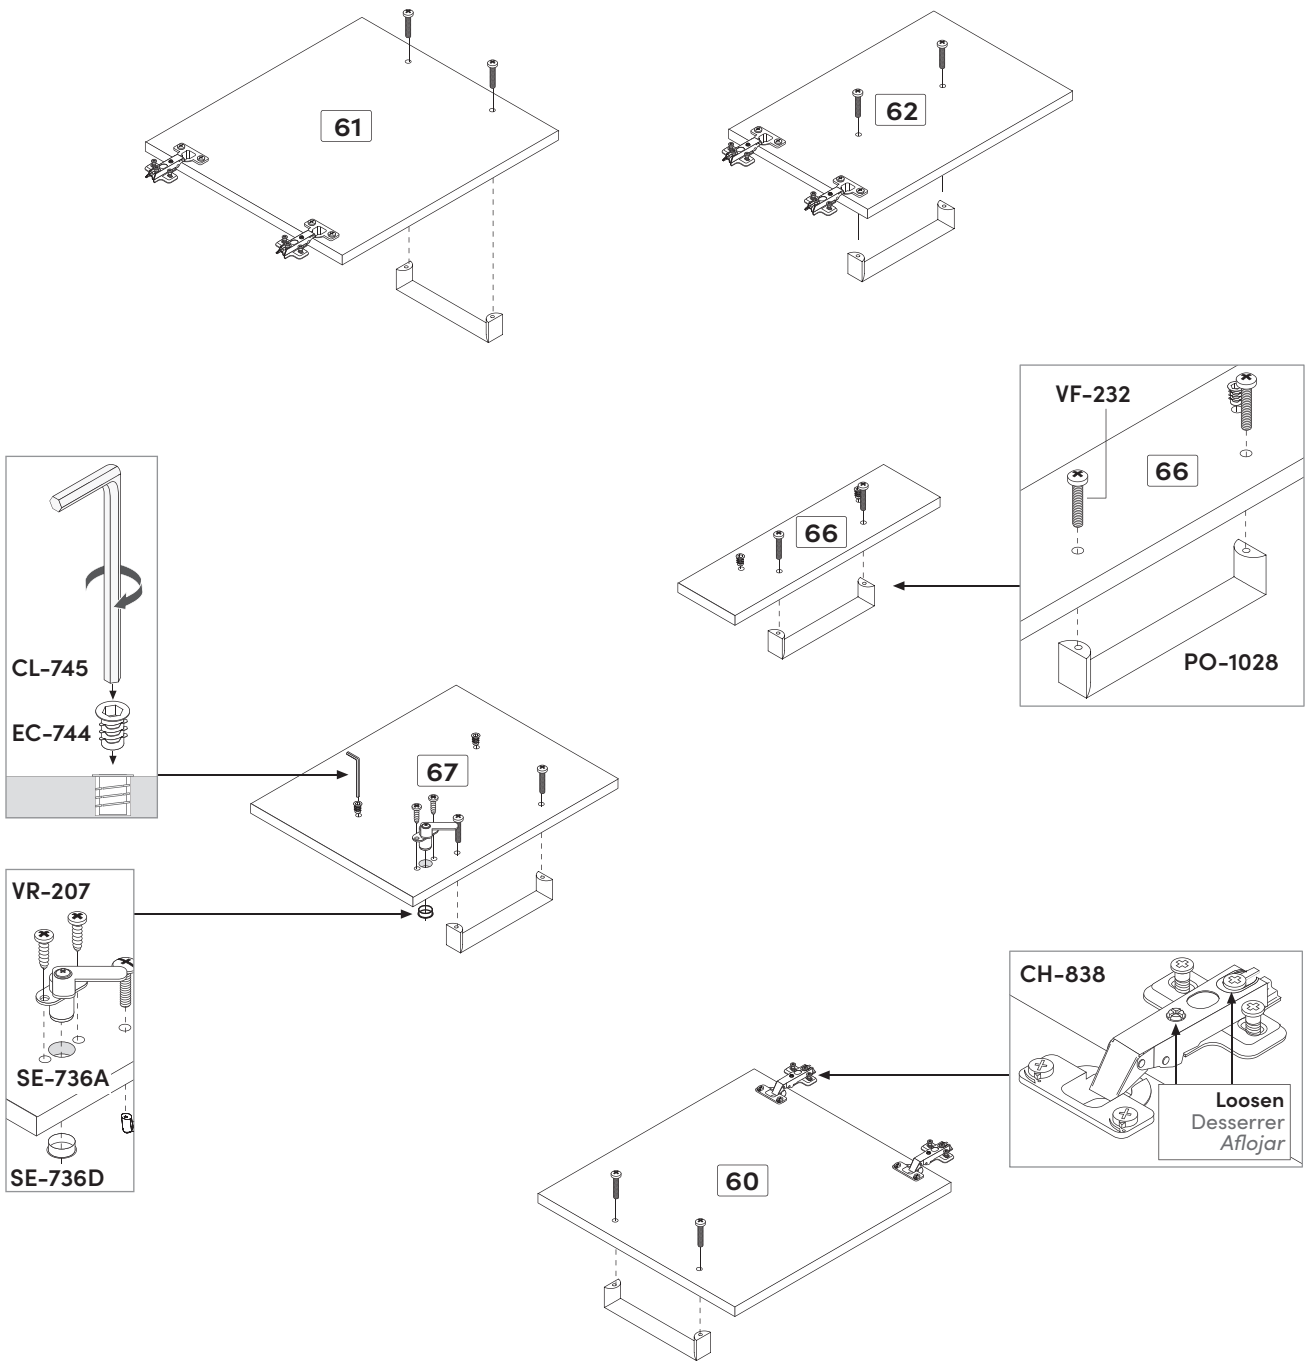 61
62
VF-232
66
66
PO-1028
CL-745
EC-744
67
VR-207
SE-736A
SE-736D
CH-838
Loosen
Desserrer
Aflojar
60